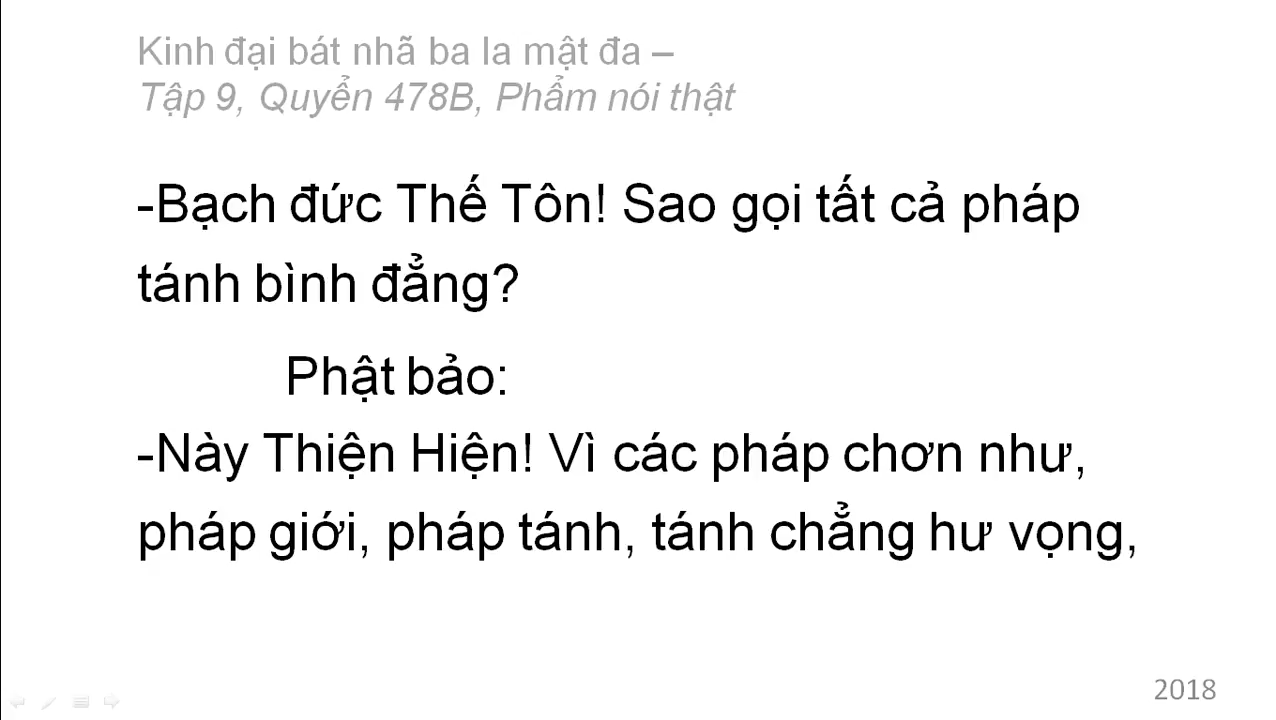 Kinh đại bát nhã ba la mật đa –
Tập 9, Quyển 478B, Phẩm nói thật
-Bạch đức Thế Tôn! Sao gọi tất cả pháp
tánh bình đẳng?
Phật bảo:
-Này Thiện Hiện! Vì các pháp chơn như,
pháp giới, pháp tánh, tánh chẳng hư vọng,
2018